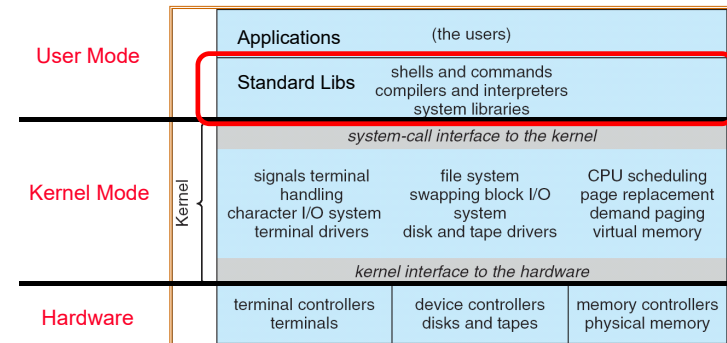 User Mode
Applications (the users)
Standard Libs
shells and commands
compilers and interpreters
system libraries
system-call interface to the kernel
Kernel Mode
Kernel
signals terminal
handling
character I/O system
terminal drivers
file system
swapping block I/O
system
disk and tape drivers
CPU scheduling
page replacement
demand paging
virtual memory
kernel interface to the hardware
Hardware
terminal controllers
terminals
device controllers
disks and tapes
memory controllers
physical memory